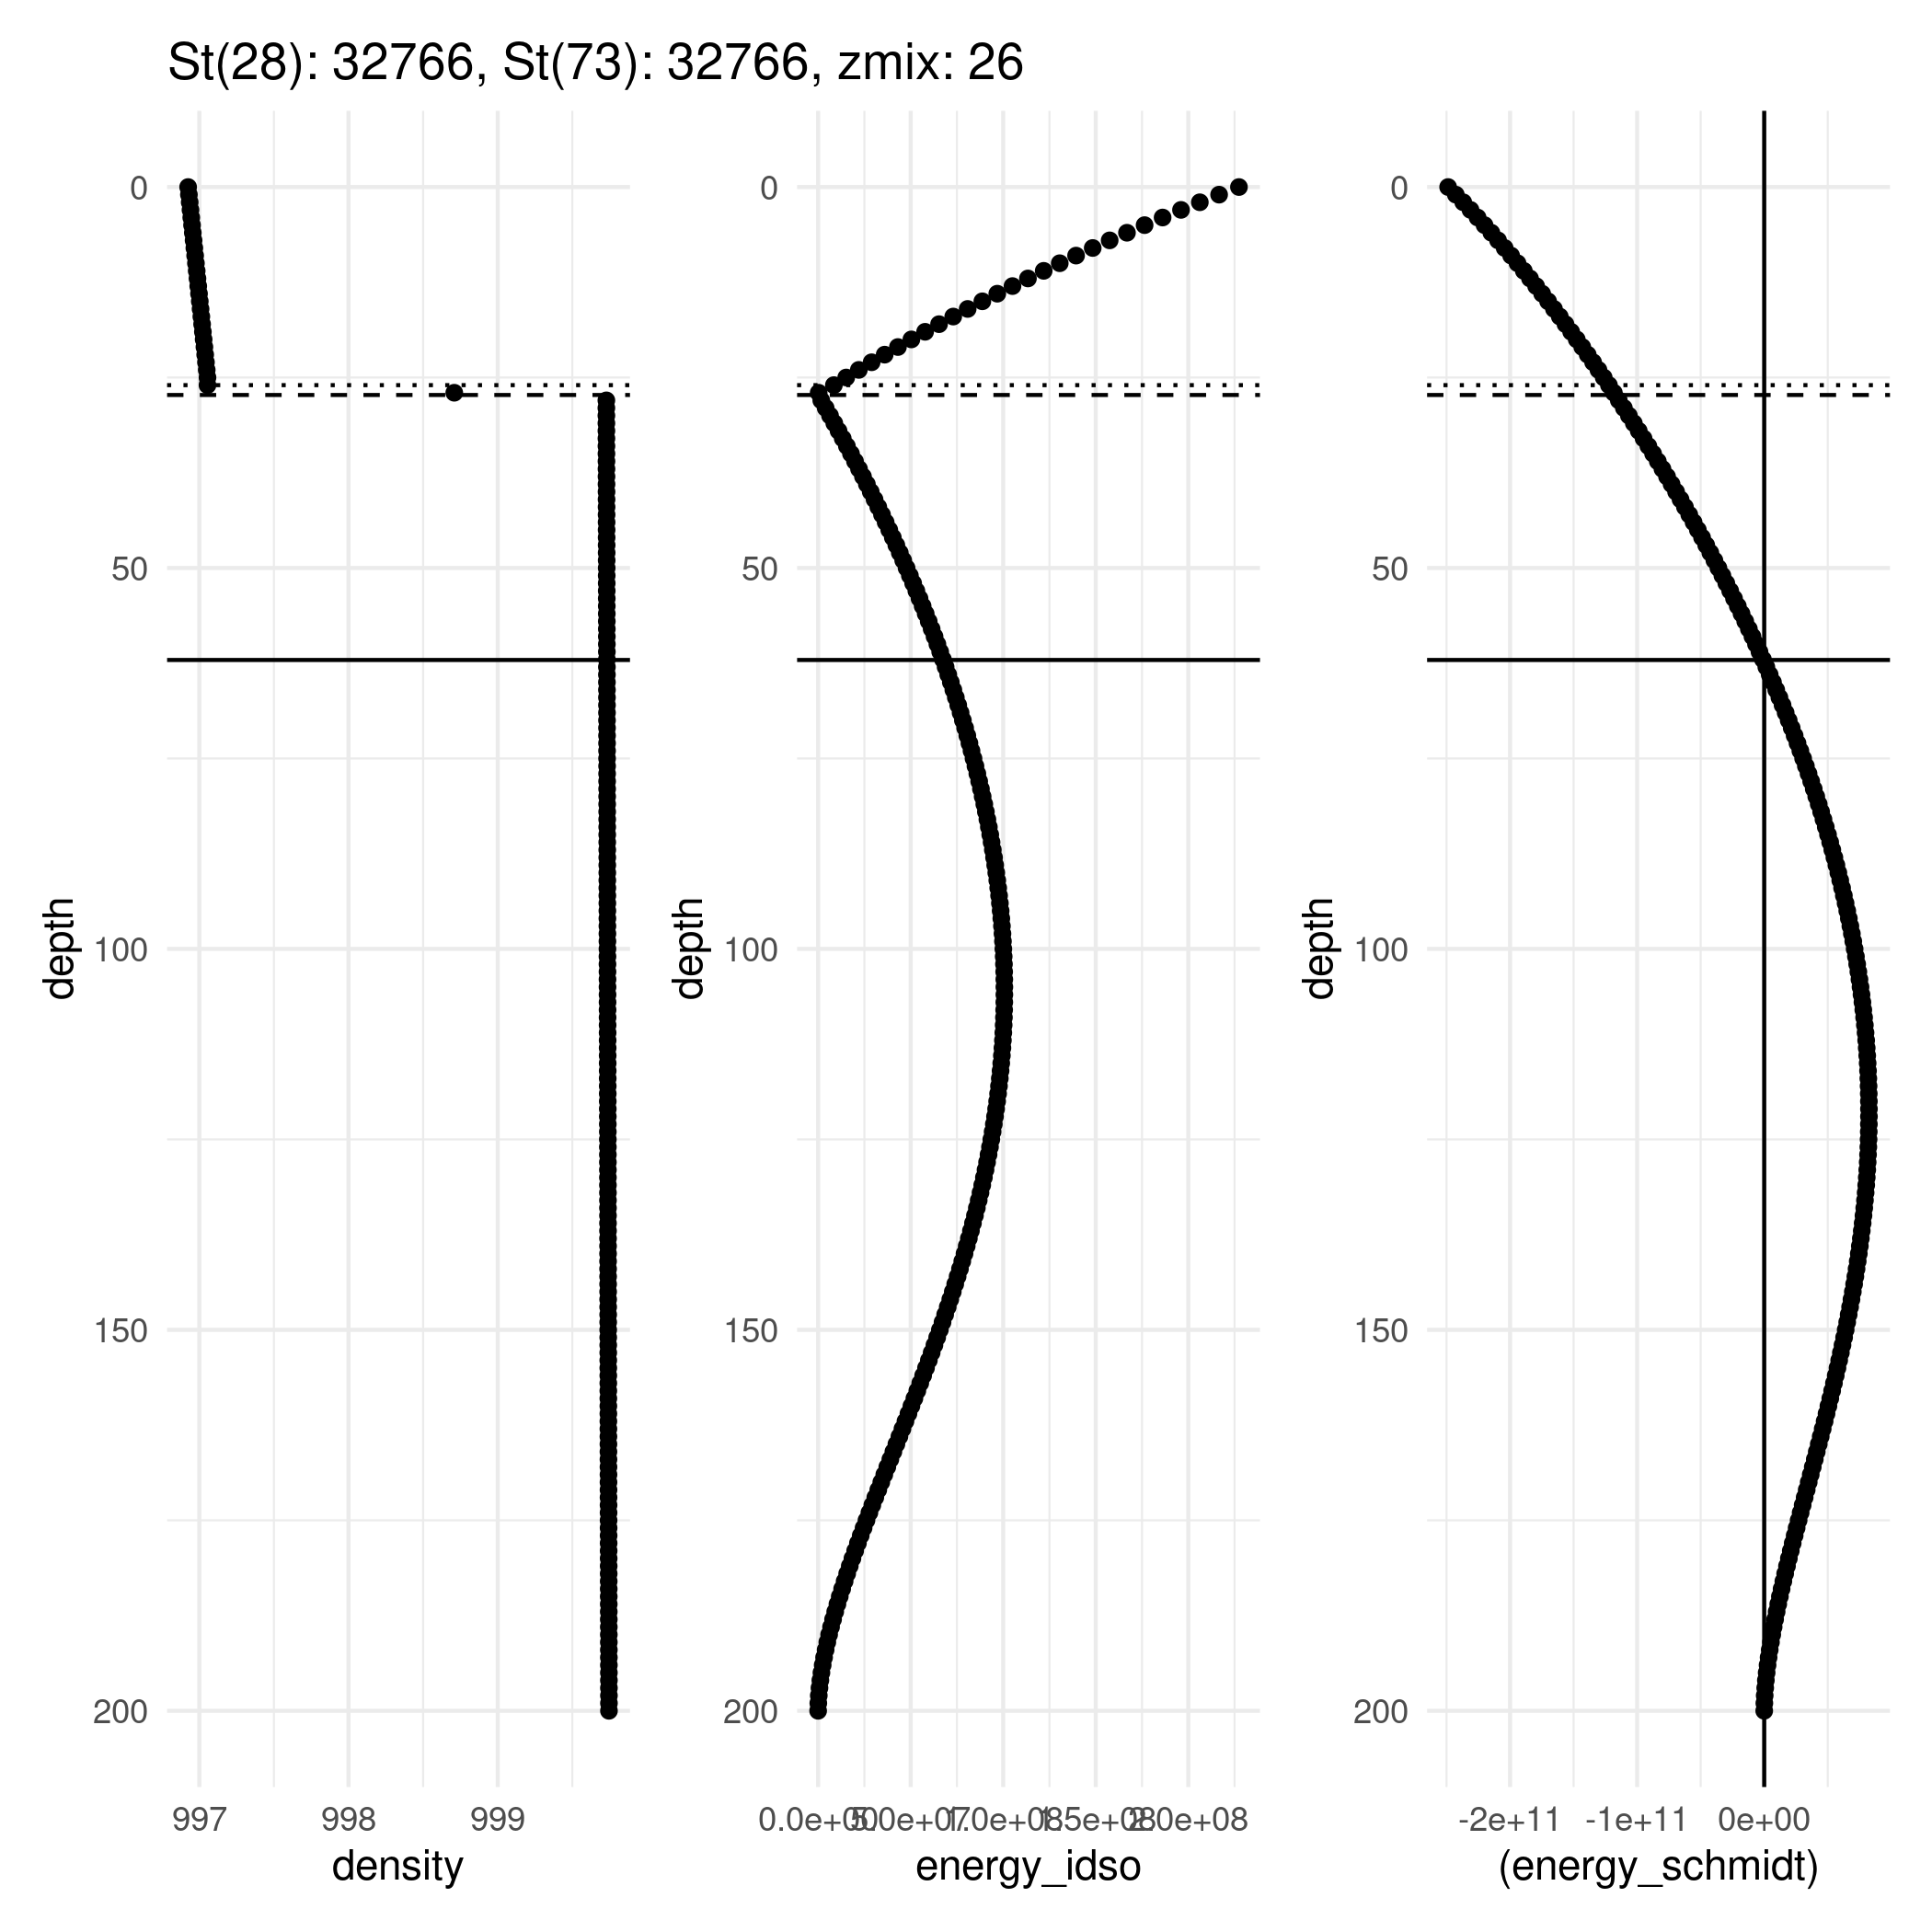 St(28): 32766, St(73): 32766, zmix: 26
0
50
100
150
200
depth
997 998 999
density
0
50
100
150
200
depth
0.0e+00 5.0e+07 1.0e+08 1.5e+08 2.0e+08
energy_idso
0
50
100
150
200
depth
-2e+11 -1e+11 0e+00
(energy_schmidt)